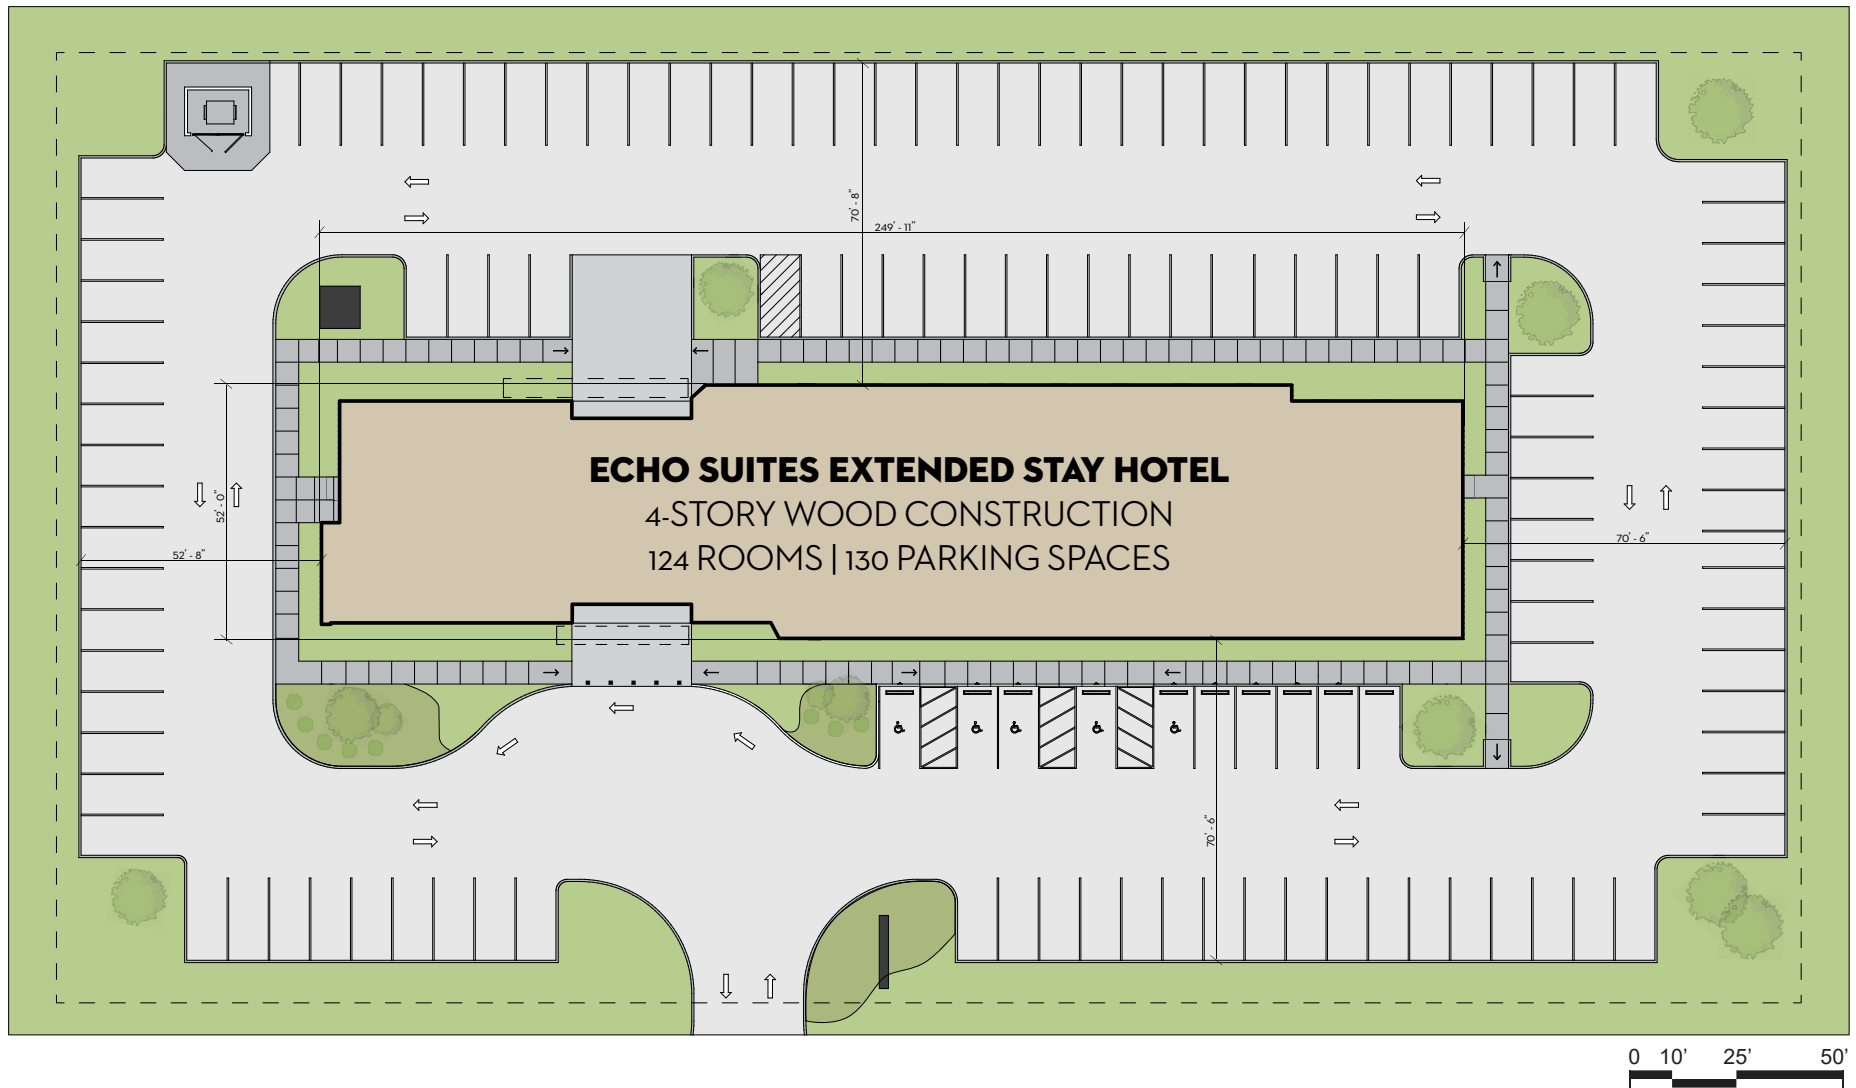 70' - 8"
249' - 11"
ECHO SUITES EXTENDED STAY HOTEL
4-STORY WOOD CONSTRUCTION
124 ROOMS | 130 PARKING SPACES
52' - 0"
52' - 8"
70' - 6"
70' - 6"
0 10' 25' 50'